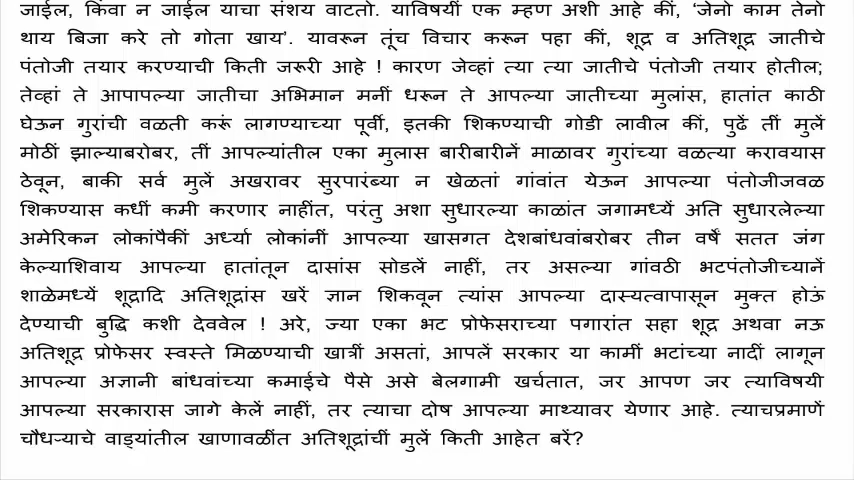 जाईल, किंवा न जाईल याचा संशय वाटतो. याविषयीं एक म्हण अशी आहे कीं, 'जेनो काम तेनो
थाय बिजा करे तो गोता खाय'. यावरून तूंच विचार करून पहा कीं, शूद्र व अतिशूद्र जातीचे
पंतोजी तयार करण्याची किती जरूरी आहे ! कारण जेव्हां त्या त्या जातीचे पंतोजी तयार होतील;
तेव्हां ते आपापल्या जातीचा अभिमान मनीं धरून ते आपल्या जातीच्या मुलांस, हातांत काठी
घेऊन गुरांची वळती करूं लागण्याच्या पूर्वी, इतकी शिकण्याची गोडी लावील कीं, पुढें तीं मुलें
मोठीं झाल्याबरोबर, तीं आपल्यांतील एका मुलास बारीबारीनें माळावर गुरांच्या वळत्या करावयास
ठेवून, बाकी सर्व मुलें अखरावर सुरपारंब्या न खेळतां गांवांत येऊन आपल्या पंतोजीजवळ
शिकण्यास कधीं कमी करणार नाहींत, परंतु अशा सुधारल्या काळांत जगामध्यें अति सुधारलेल्या
अमेरिकन लोकांपैकीं अर्ध्या लोकांनीं आपल्या खासगत देशबांधवांबरोबर तीन वर्षें सतत जंग
केल्याशिवाय आपल्या हातांतून दासांस सोडलें नाहीं, तर असल्या गांवठी भटपंतोजीच्यानें
शाळेमध्यें शूद्रादि अतिशूद्रांस खरें ज्ञान शिकवून त्यांस आपल्या दास्यत्वापासून मुक्त होऊं
देण्याची बुद्धि कशी देववेल ! अरे, ज्या एका भट प्रोफेसराच्या पगारांत सहा शूद्र अथवा नऊ
अतिशूद्र प्रोफेसर स्वस्ते मिळण्याची खात्रीं असतां, आपलें सरकार या कामीं भटांच्या नादीं लागून
आपल्या अज्ञानी बांधवांच्या कमाईचे पैसे असे बेलगामी खर्चतात, जर आपण जर त्याविषयी
आपल्या सरकारास जागे केलें नाहीं, तर त्याचा दोष आपल्या माथ्यावर येणार आहे. त्याचप्रमाणें
चौधऱ्याचे वाड्यांतील खाणावळींत अतिशूद्रांचीं मुलें किती आहेत बरें?